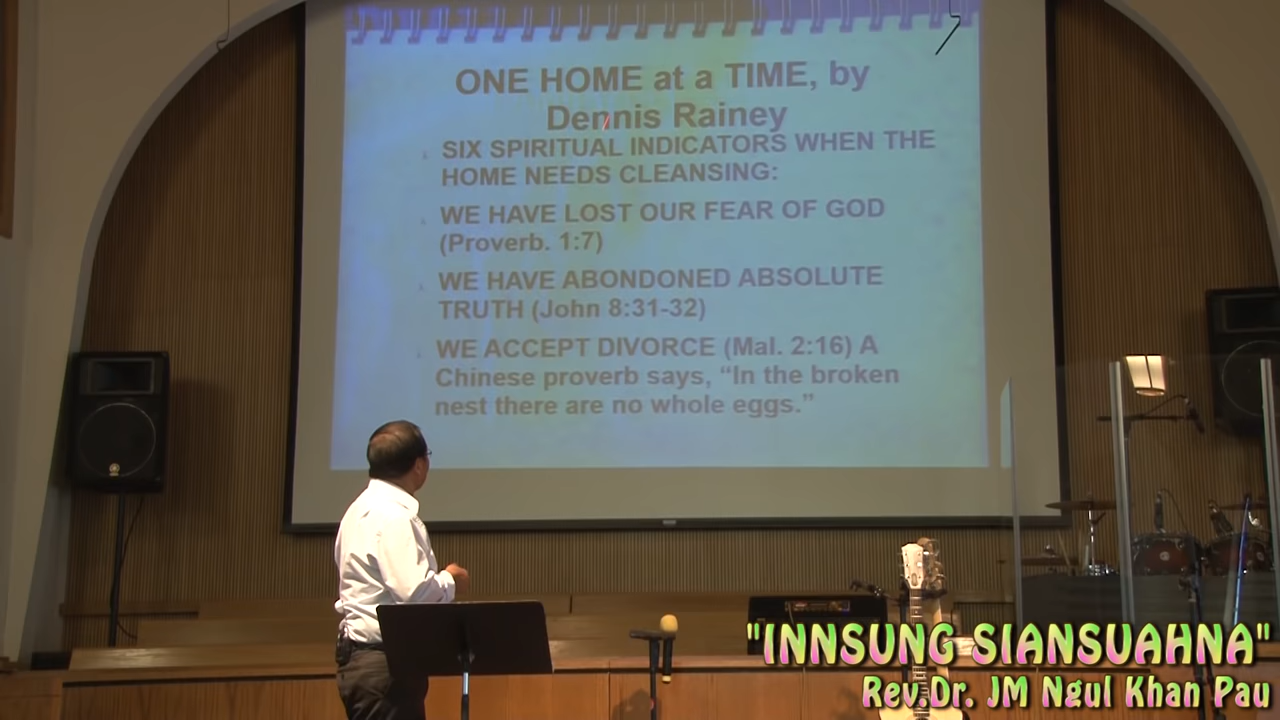 ONE HOME at a TIME, by
Dennis Rainey
SIX SPIRITUAL INDICATORS WHEN THE
HOME NEEDS CLEANSING:
WE HAVE LOST OUR FEAR OF GOD
(Proverb. 1:7)
WE HAVE ABONDONED ABSOLUTE
TRUTH (John 8:31-32)
WE ACCEPT DIVORCE (Mal. 2:16) A
Chinese proverb says, “In the broken
nest there are no whole eggs.”
"INNSUNG SIANSUAHNA"
Rev.Dr. JM Ngul Khan Pau